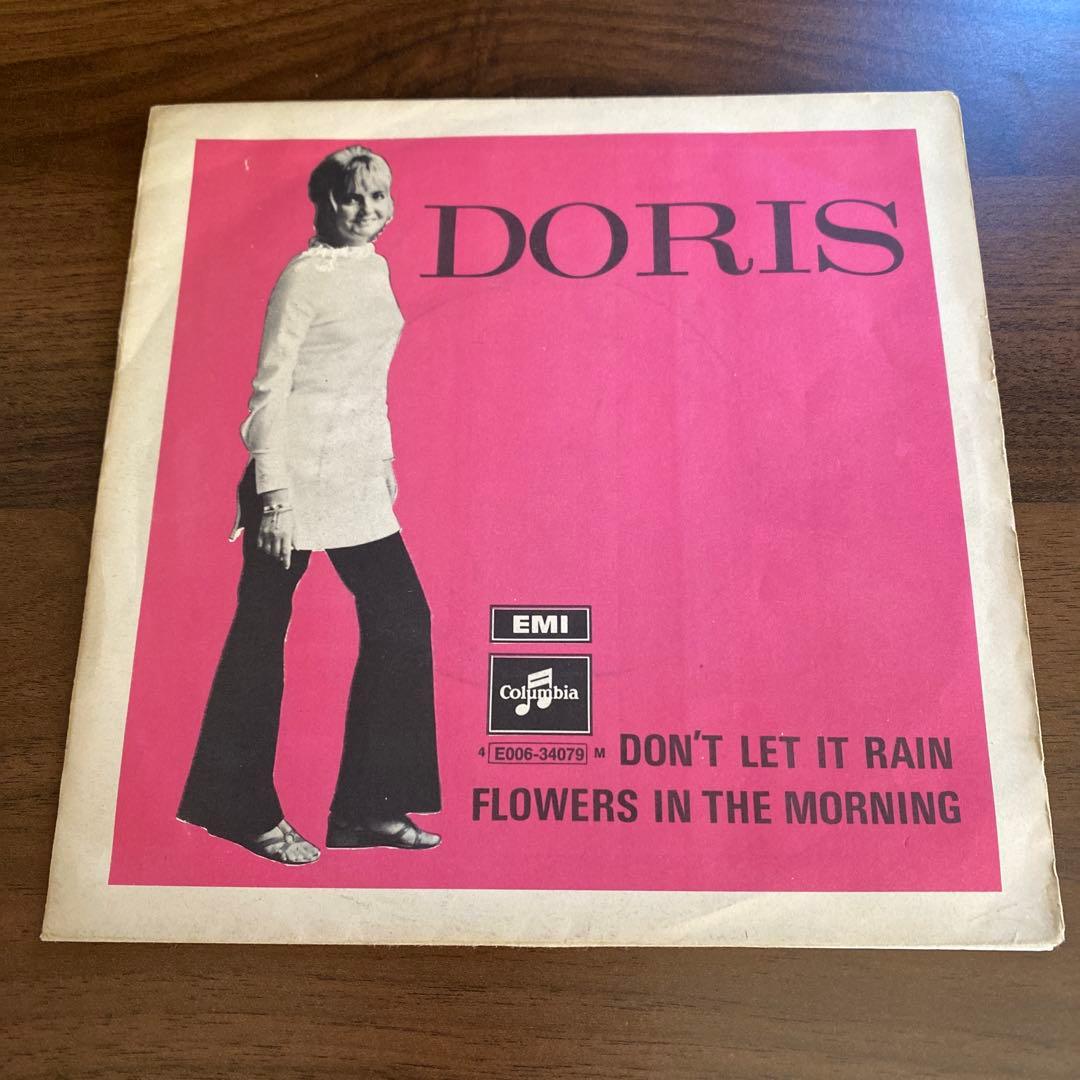 DORIS
EMI
Columbia
4 E006-34079 M DON'T LET IT RAIN
FLOWERS IN THE MORNING